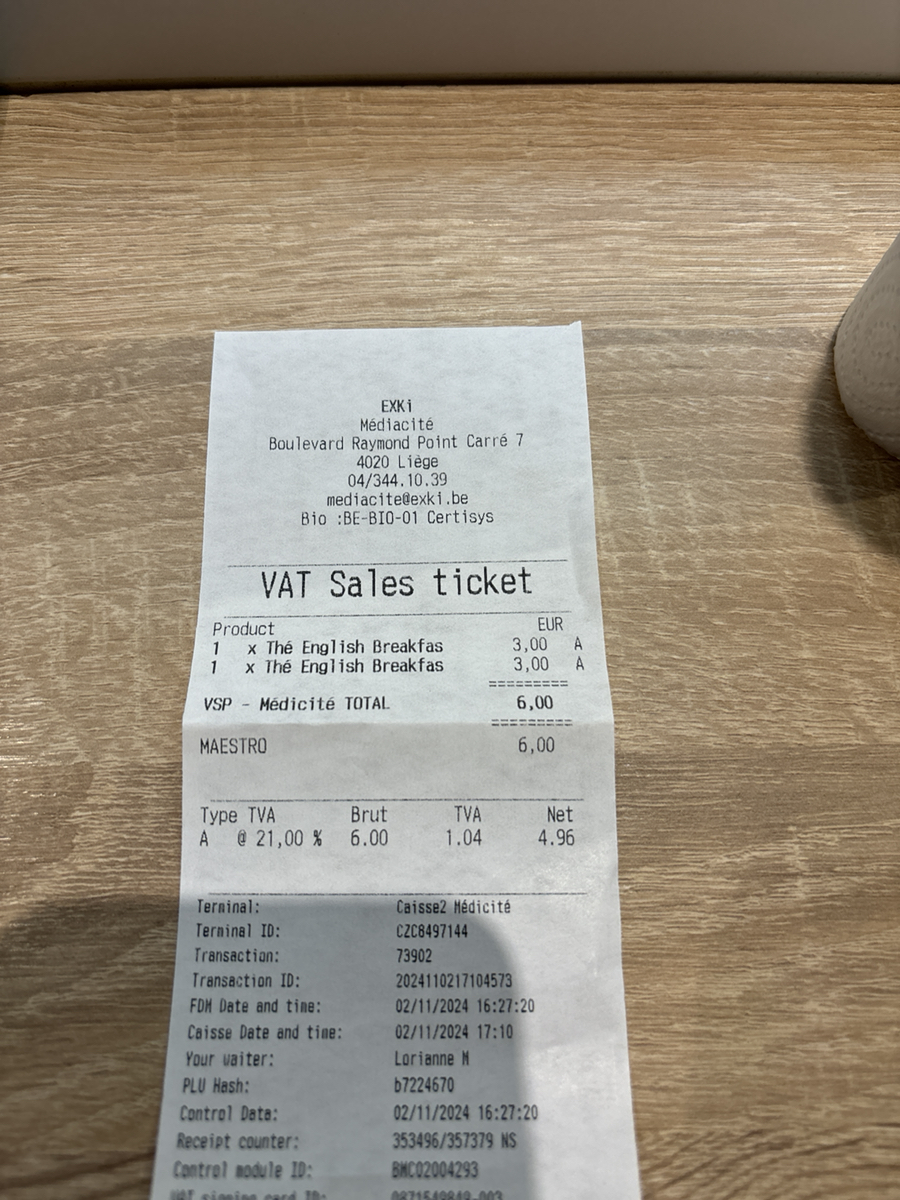 EXKi
Médiacité
Boulevard Raymond Point Carré 7
4020 Liège
04/344.10.39
mediacite@exki.be
Bio :BE-BIO-01 Certisys
VAT Sales ticket
Product EUR
1 x Thé English Breakfas 3,00 A
1 x Thé English Breakfas 3,00 A
=========
VSP - Médicité TOTAL 6,00
=========
MAESTRO 6,00
Type TVA Brut TVA Net
A @ 21,00 % 6.00 1.04 4.96
Terminal: Caisse2 Médicité
Terminal ID: CZC8497144
Transaction: 73902
Transaction ID: 2024110217104573
FDM Date and time: 02/11/2024 16:27:20
Caisse Date and time: 02/11/2024 17:10
Your waiter: Lorianne M
PLU Hash: b7224670
Control Data: 02/11/2024 16:27:20
Receipt counter: 353496/357379 NS
Control module ID: BMC02004293
VAT signing card ID: